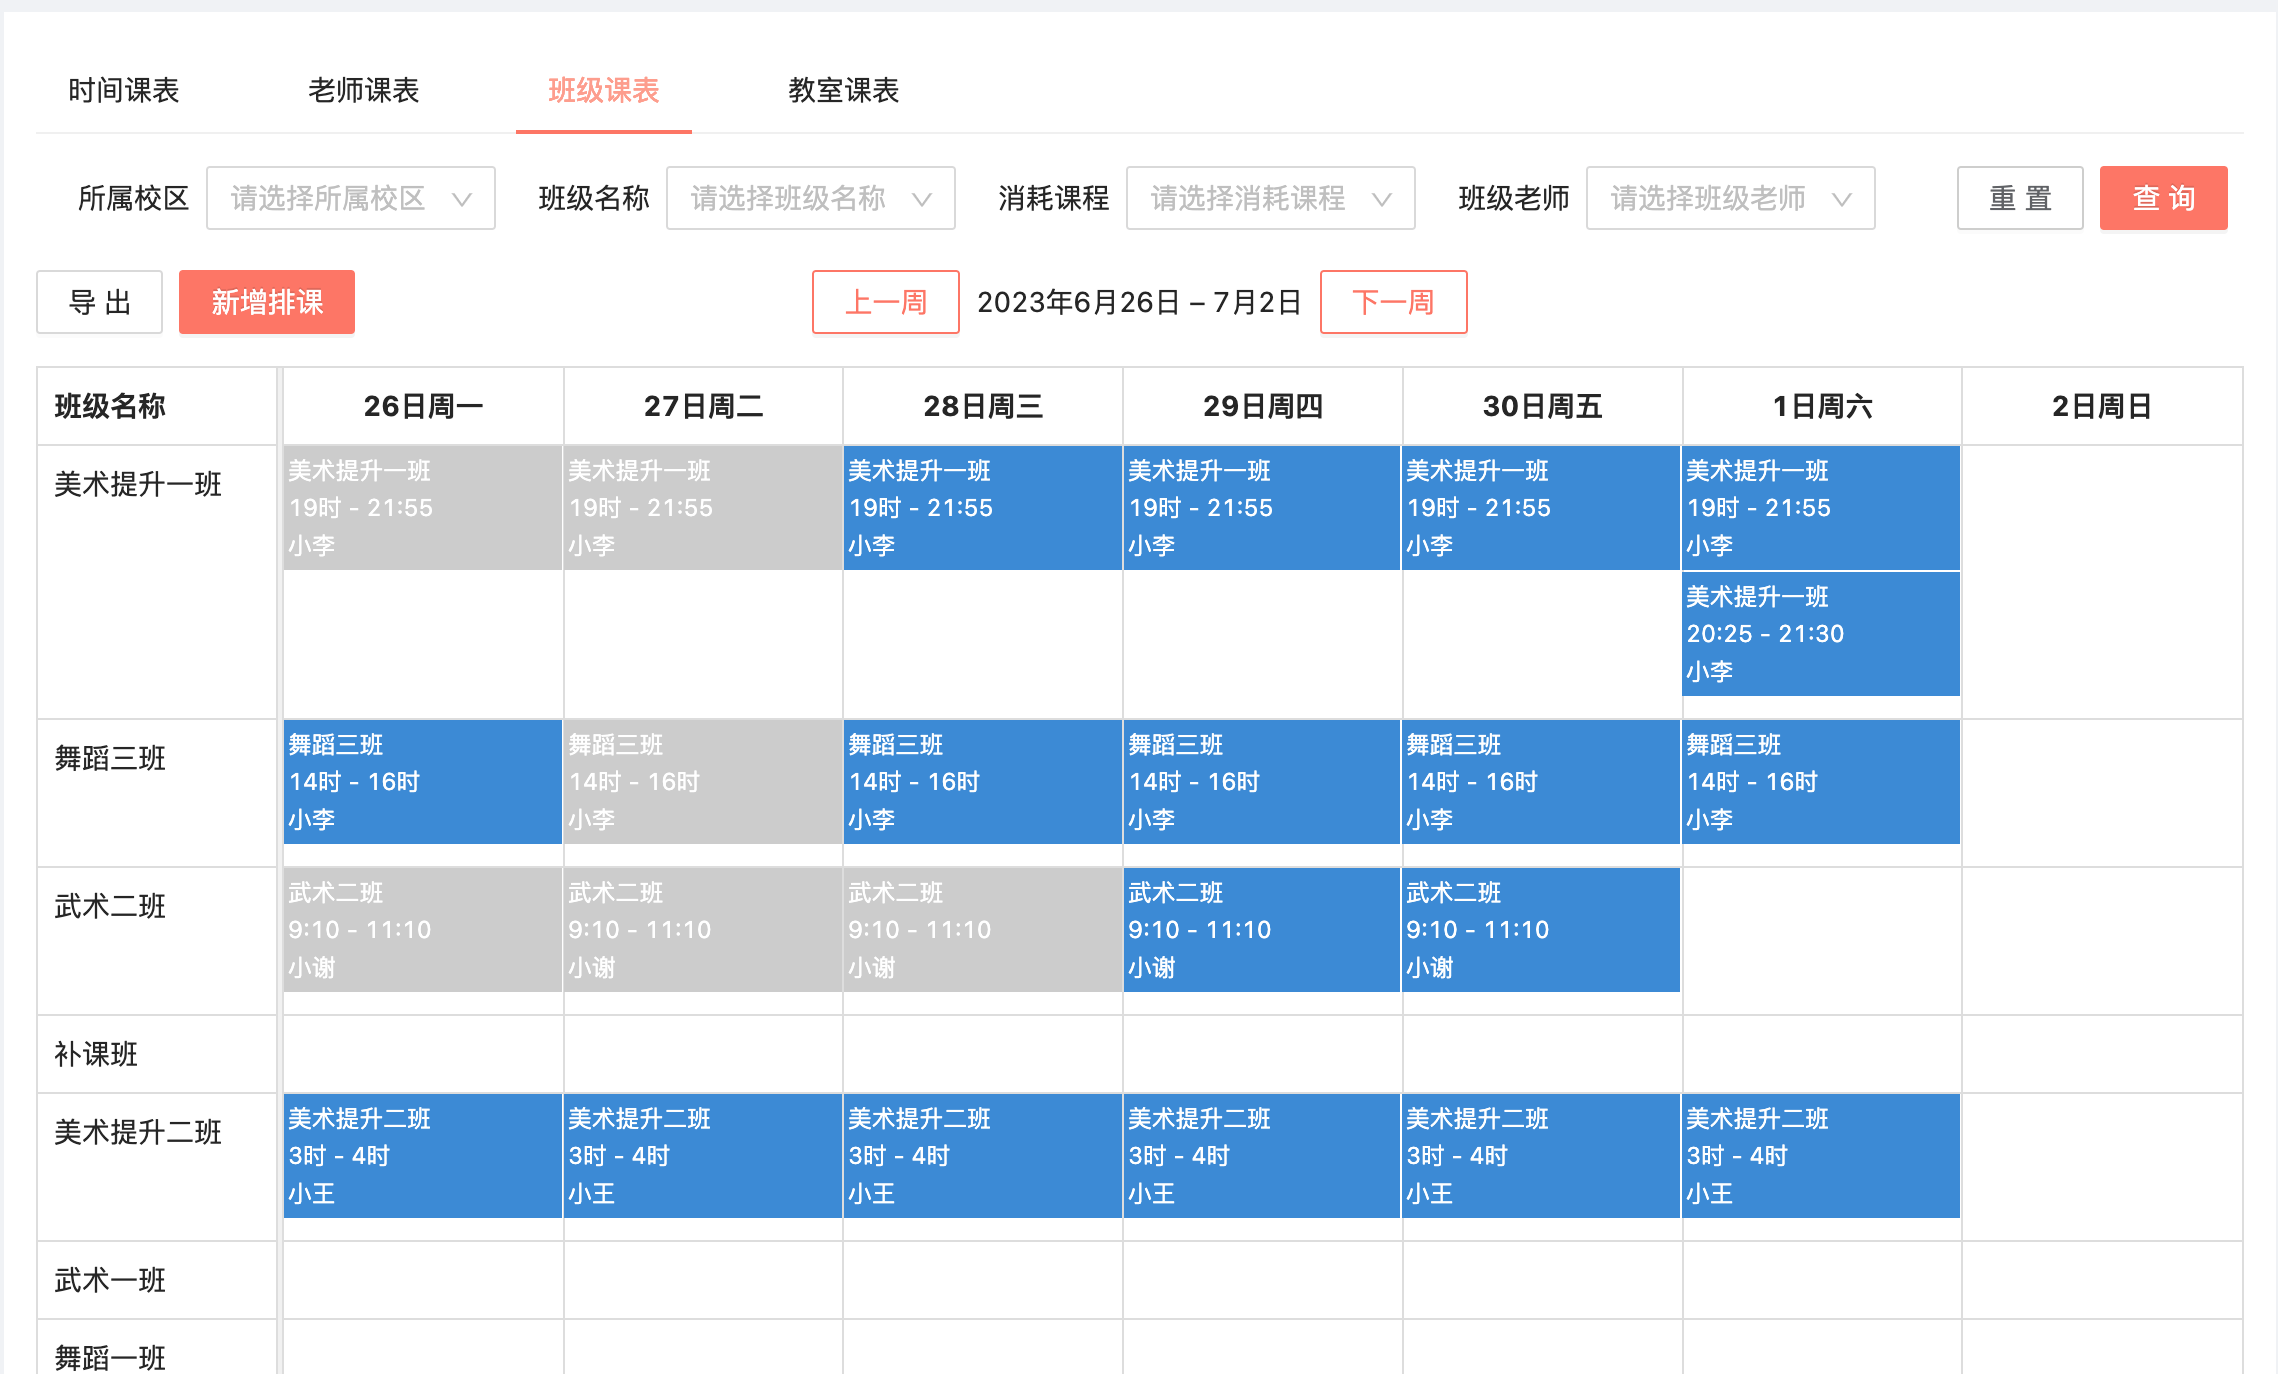 时间课表 老师课表 班级课表 教室课表
所属校区 请选择所属校区 班级名称 请选择班级名称 消耗课程 请选择消耗课程 班级老师 请选择班级老师 重 置 查 询
导 出 新增排课 上一周 2023年6月26日 – 7月2日 下一周
班级名称 26日周一 27日周二 28日周三 29日周四 30日周五 1日周六 2日周日
美术提升一班
美术提升一班 美术提升一班 美术提升一班 美术提升一班 美术提升一班 美术提升一班
19时 - 21:55 19时 - 21:55 19时 - 21:55 19时 - 21:55 19时 - 21:55 19时 - 21:55
小李 小李 小李 小李 小李 小李
美术提升一班
20:25 - 21:30
小李
舞蹈三班
舞蹈三班 舞蹈三班 舞蹈三班 舞蹈三班 舞蹈三班 舞蹈三班
14时 - 16时 14时 - 16时 14时 - 16时 14时 - 16时 14时 - 16时 14时 - 16时
小李 小李 小李 小李 小李 小李
武术二班
武术二班 武术二班 武术二班 武术二班 武术二班
9:10 - 11:10 9:10 - 11:10 9:10 - 11:10 9:10 - 11:10 9:10 - 11:10
小谢 小谢 小谢 小谢 小谢
补课班
美术提升二班
美术提升二班 美术提升二班 美术提升二班 美术提升二班 美术提升二班 美术提升二班
3时 - 4时 3时 - 4时 3时 - 4时 3时 - 4时 3时 - 4时 3时 - 4时
小王 小王 小王 小王 小王 小王
武术一班
舞蹈一班